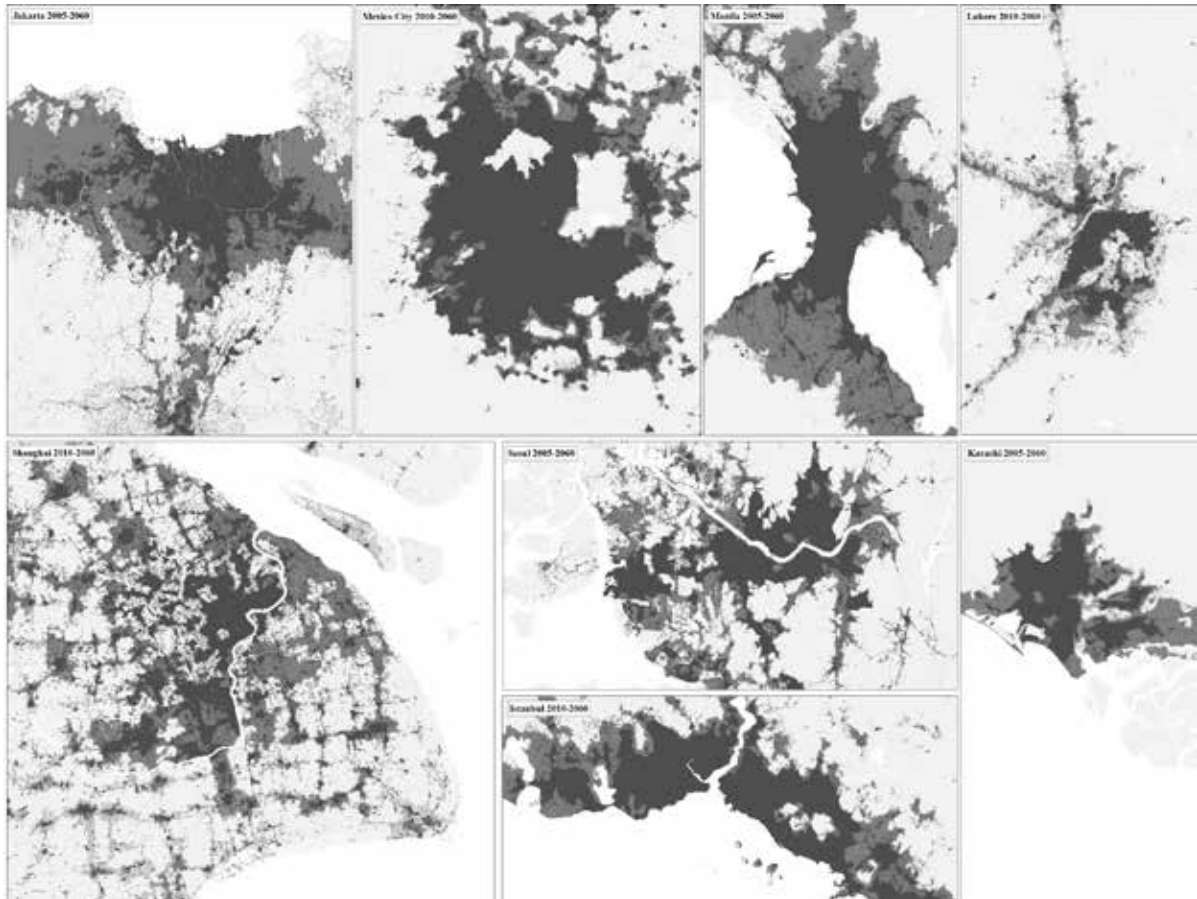 Jakarta 2005-2060
Mexico City 2010-2060
Manila 2005-2060
Lahore 2010-2060
Shanghai 2010-2060
Seoul 2005-2060
Karachi 2005-2060
Istanbul 2010-2060